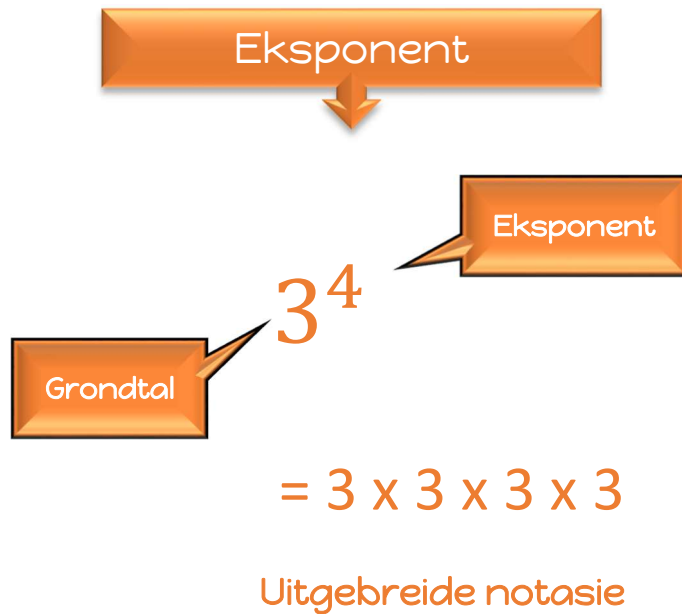 Eksponent
Eksponent
3⁴
Grondtal
= 3 x 3 x 3 x 3
Uitgebreide notasie